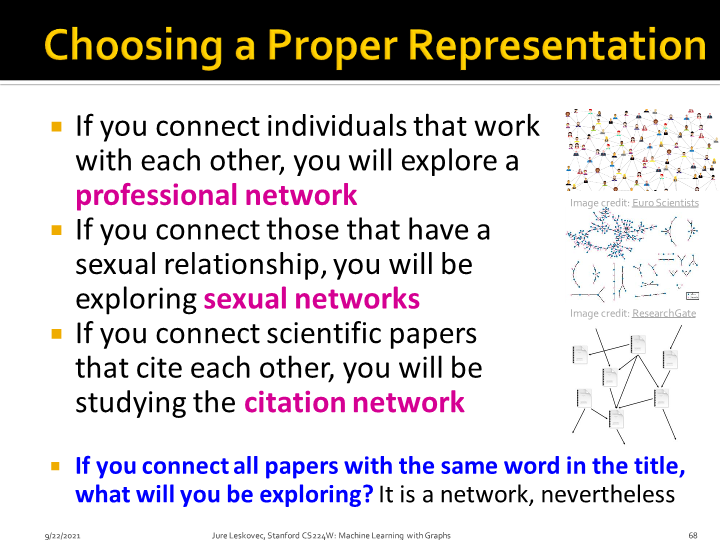 Choosing a Proper Representation
If you connect individuals that work
with each other, you will explore a
professional network
If you connect those that have a
sexual relationship, you will be
exploring sexual networks
If you connect scientific papers
that cite each other, you will be
studying the citation network
If you connect all papers with the same word in the title,
what will you be exploring? It is a network, nevertheless
Image credit: Euro Scientists
Image credit: ResearchGate
9/22/2021
Jure Leskovec, Stanford CS224W: Machine Learning with Graphs
68